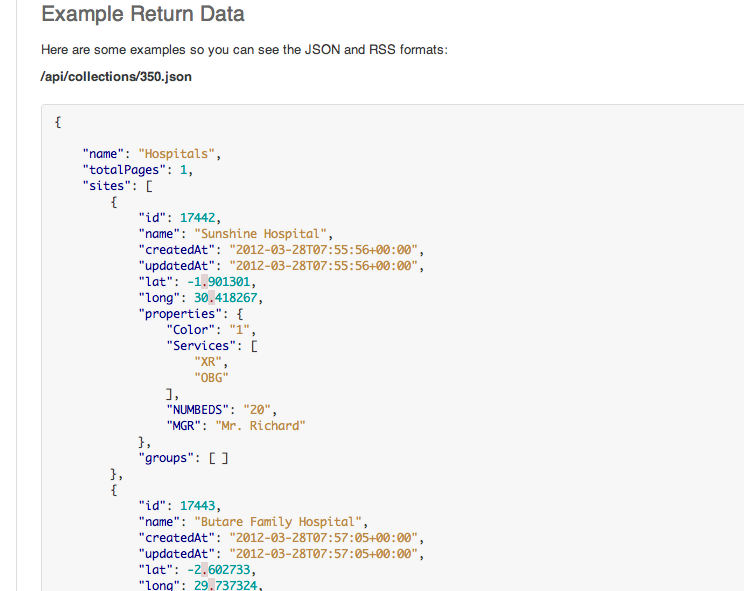 Example Return Data
Here are some examples so you can see the JSON and RSS formats:
/api/collections/350.json
{
"name": "Hospitals",
"totalPages": 1,
"sites": [
{
"id": 17442,
"name": "Sunshine Hospital",
"createdAt": "2012-03-28T07:55:56+00:00",
"updatedAt": "2012-03-28T07:55:56+00:00",
"lat": -1.901301,
"long": 30.418267,
"properties": {
"Color": "1",
"Services": [
"XR",
"OBG"
],
"NUMBEDS": "20",
"MGR": "Mr. Richard"
},
"groups": [ ]
},
{
"id": 17443,
"name": "Butare Family Hospital",
"createdAt": "2012-03-28T07:57:05+00:00",
"updatedAt": "2012-03-28T07:57:05+00:00",
"lat": -2.602733,
"long": 29.737324,